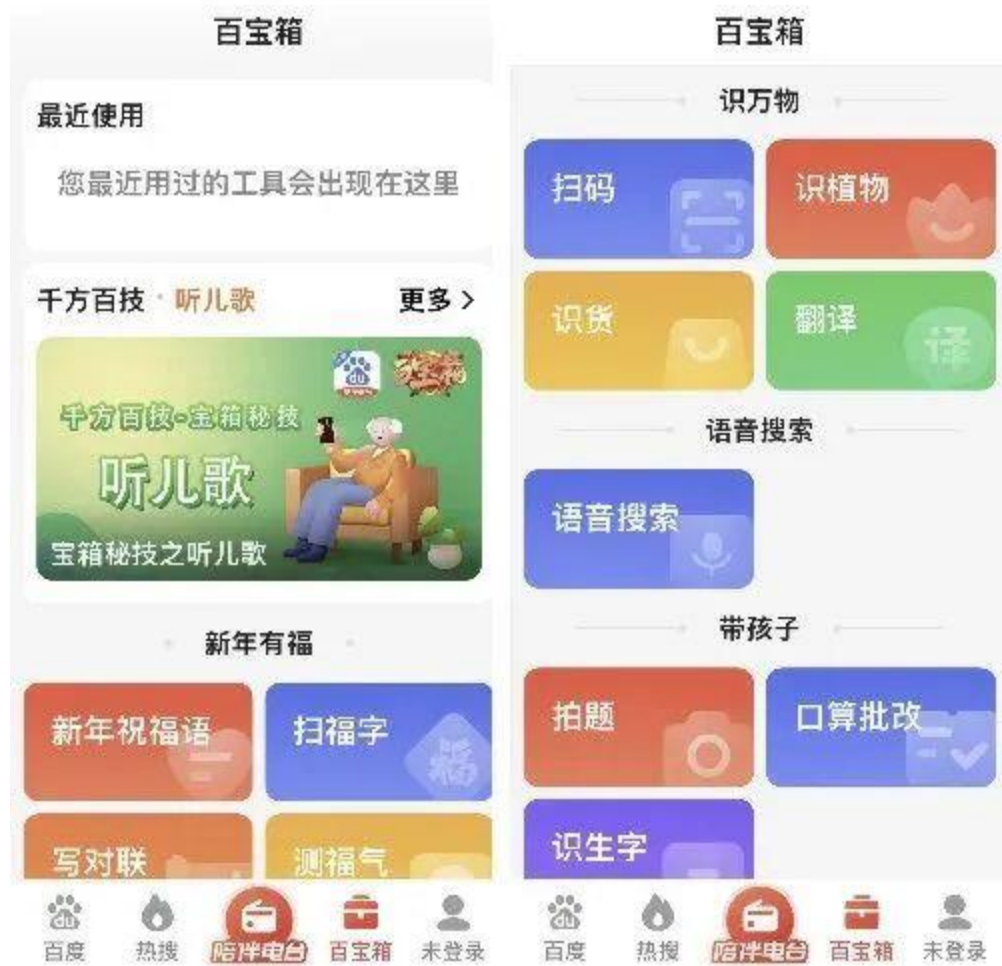 百宝箱
最近使用
您最近用过的工具会出现在这里
千方百技·听儿歌
更多 >
du
千方百技-宝箱秘技
听儿歌
宝箱秘技之听儿歌
新年有福
新年祝福语
扫福字
福
写对联
测福气
du
百度
热搜
陪伴电台
百宝箱
未登录
百宝箱
识万物
扫码
识植物
识货
翻译
译
语音搜索
语音搜索
带孩子
拍题
口算批改
识生字
du
百度
热搜
陪伴电台
百宝箱
未登录